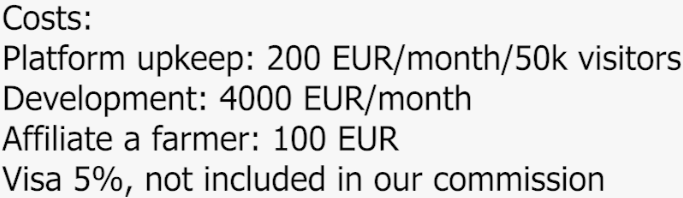 Costs:
Platform upkeep: 200 EUR/month/50k visitors
Development: 4000 EUR/month
Affiliate a farmer: 100 EUR
Visa 5%, not included in our commission